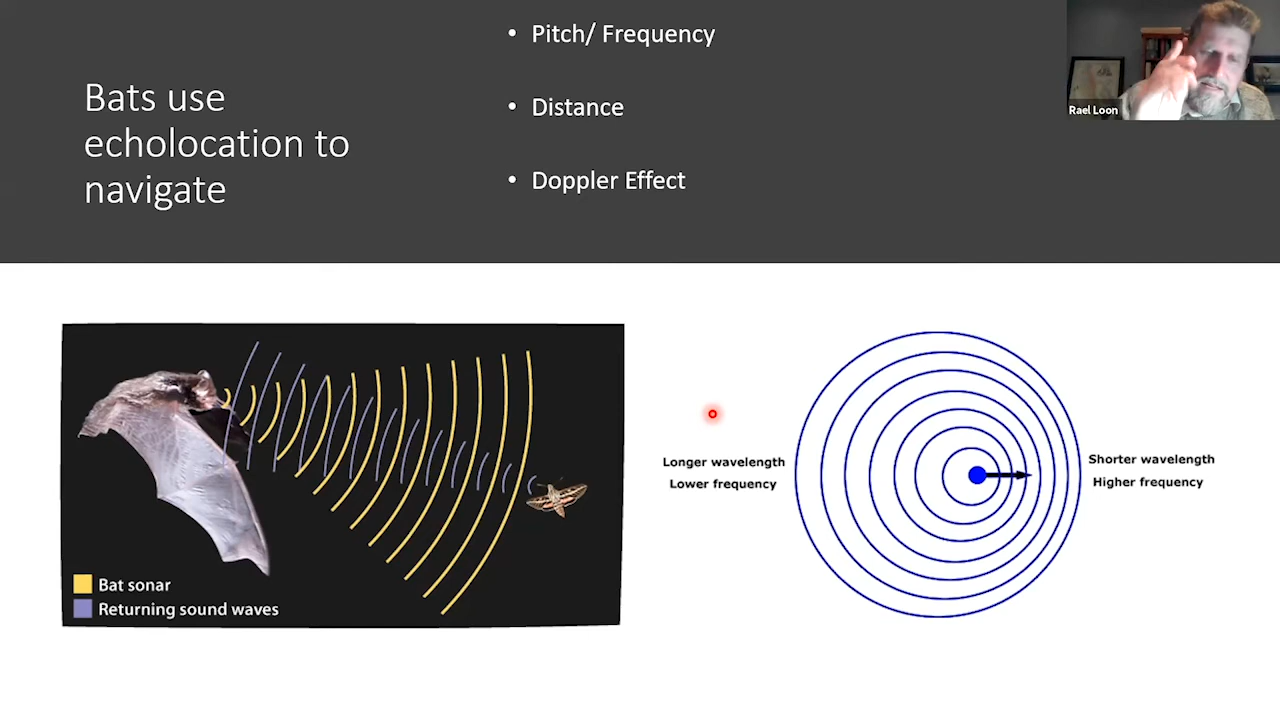 Bats use
echolocation to
navigate
• Pitch/ Frequency
• Distance
• Doppler Effect
Rael Loon
Bat sonar
Returning sound waves
Longer wavelength
Lower frequency
Shorter wavelength
Higher frequency